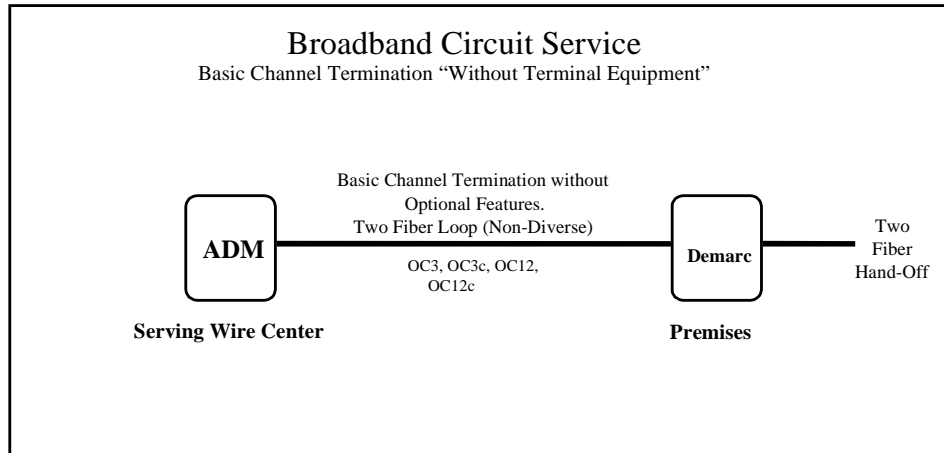 Broadband Circuit Service
Basic Channel Termination “Without Terminal Equipment”
Basic Channel Termination without
Optional Features.
Two Fiber Loop (Non-Diverse)
ADM
Demarc
Two
Fiber
Hand-Off
OC3, OC3c, OC12,
OC12c
Serving Wire Center
Premises